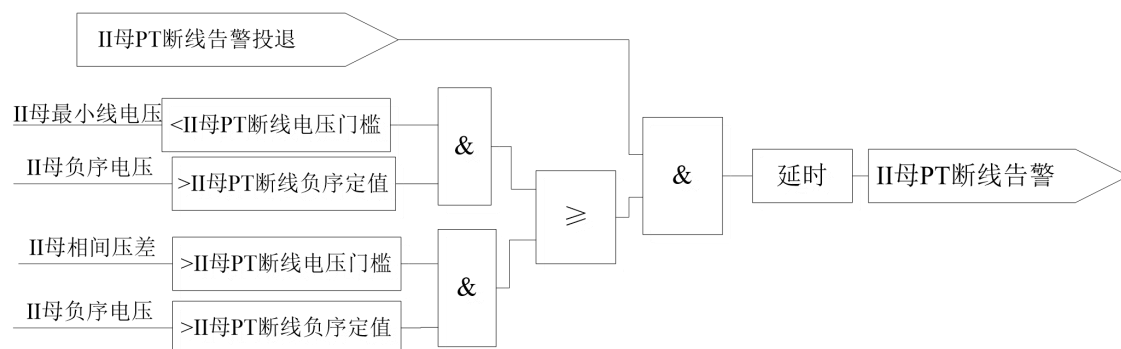 II母PT断线告警投退
II母最小线电压
<II母PT断线电压门槛
&
II母负序电压
>II母PT断线负序定值
⩾
&
延时
II母PT断线告警
II母相间压差
>II母PT断线电压门槛
&
II母负序电压
>II母PT断线负序定值